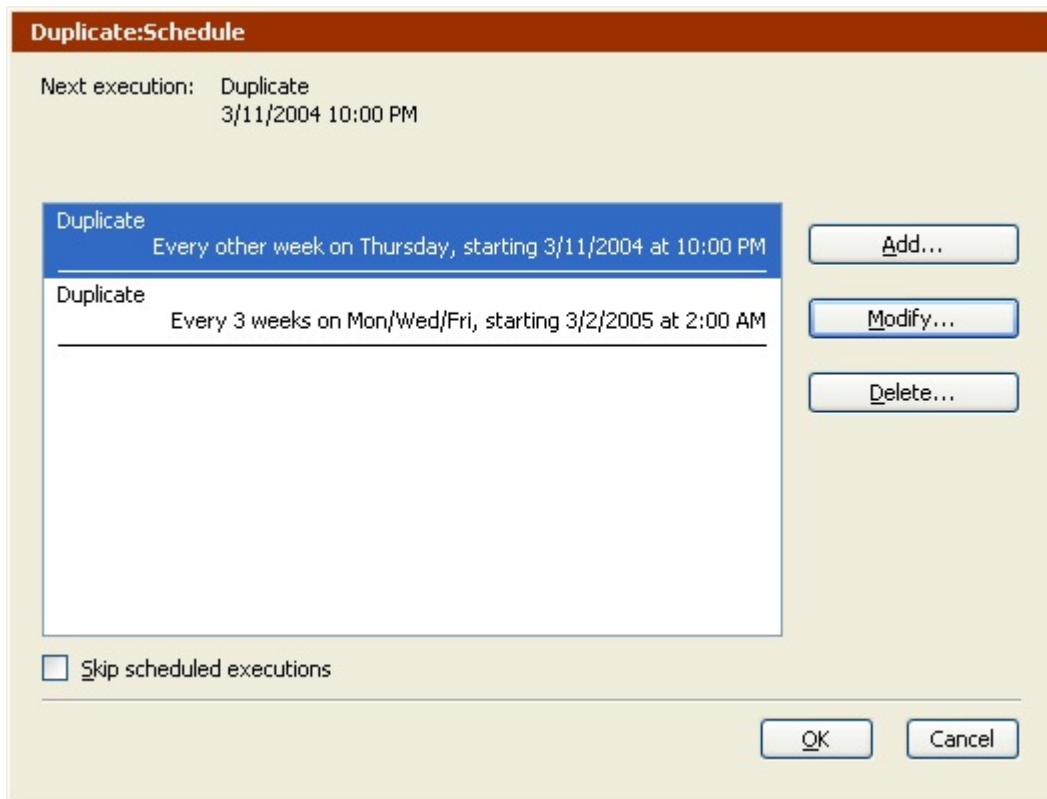 Duplicate:Schedule
Next execution: Duplicate
3/11/2004 10:00 PM
Duplicate
Every other week on Thursday, starting 3/11/2004 at 10:00 PM
Duplicate
Every 3 weeks on Mon/Wed/Fri, starting 3/2/2005 at 2:00 AM
Add...
Modify...
Delete...
Skip scheduled executions
OK Cancel